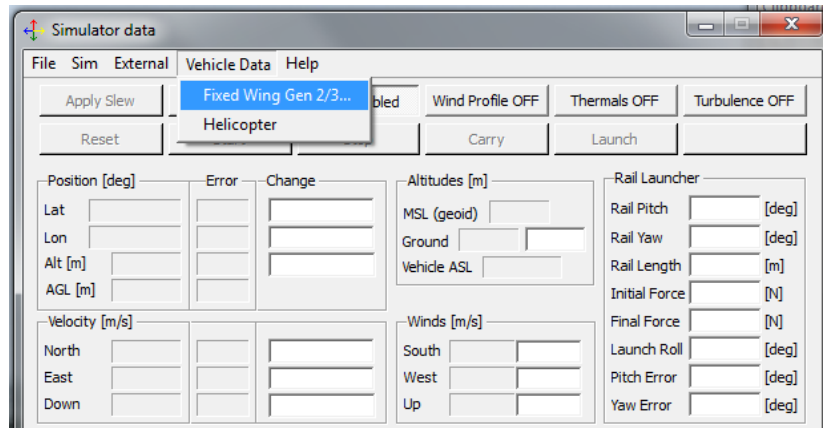 Simulator data
File Sim External Vehicle Data Help
Fixed Wing Gen 2/3...
Helicopter
Apply Slew Wind Profile OFF Thermals OFF Turbulence OFF
Reset Carry Launch
Position [deg] Error Change
Lat
Lon
Alt [m]
AGL [m]
Altitudes [m]
MSL (geoid)
Ground
Vehicle ASL
Rail Launcher
Rail Pitch [deg]
Rail Yaw [deg]
Rail Length [m]
Initial Force [N]
Final Force [N]
Launch Roll [deg]
Pitch Error [deg]
Yaw Error [deg]
Velocity [m/s]
North
East
Down
Winds [m/s]
South
West
Up